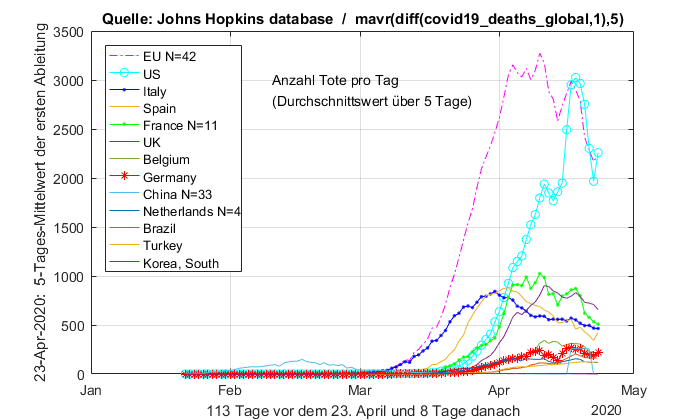 Quelle: Johns Hopkins database / mavr(diff(covid19_deaths_global,1),5)
23-Apr-2020: 5-Tages-Mittelwert der ersten Ableitung
3500
3000
2500
2000
1500
1000
500
0
EU N=42
US
Italy
Spain
France N=11
UK
Belgium
Germany
China N=33
Netherlands N=4
Brazil
Turkey
Korea, South
Anzahl Tote pro Tag
(Durchschnittswert über 5 Tage)
Jan Feb Mar Apr May
113 Tage vor dem 23. April und 8 Tage danach
2020